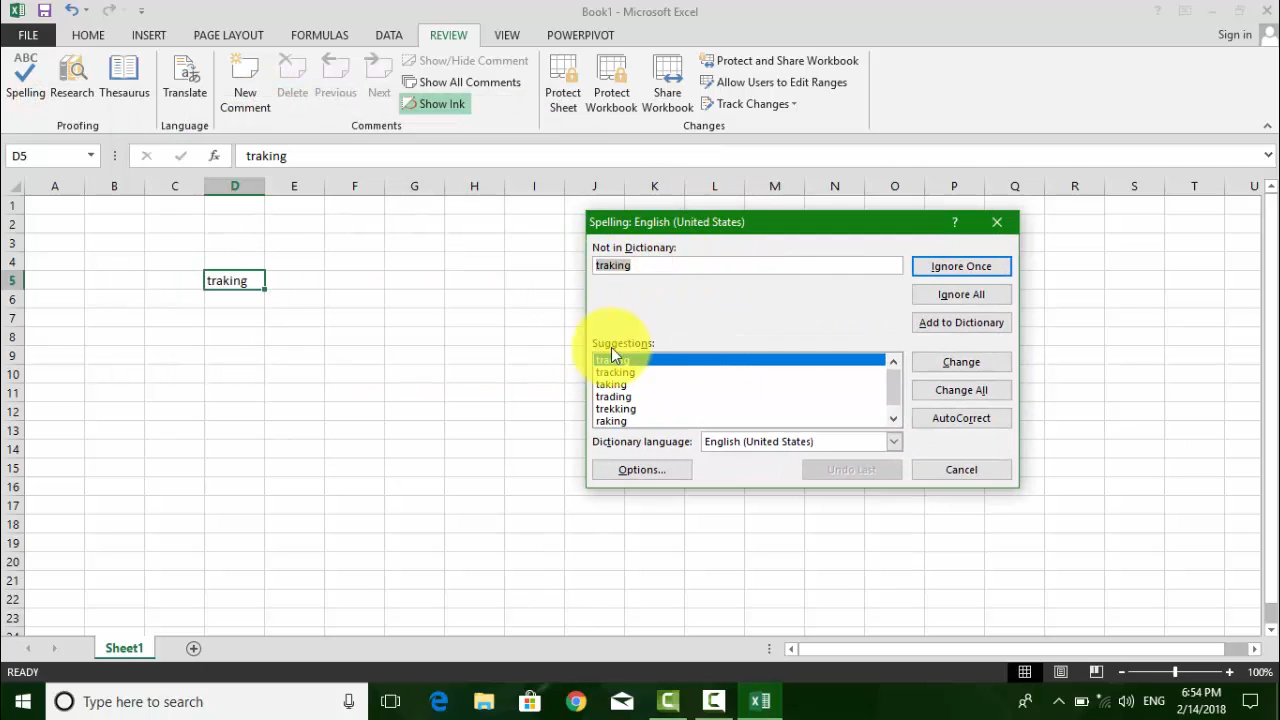 Book1 - Microsoft Excel
FILE HOME INSERT PAGE LAYOUT FORMULAS DATA REVIEW VIEW POWERPIVOT Sign in
ABC
Spelling Research Thesaurus
Proofing
Translate
Language
New Comment
Delete
Previous
Next
Show/Hide Comment
Show All Comments
Show Ink
Comments
Protect Sheet
Protect Workbook
Share Workbook
Protect and Share Workbook
Allow Users to Edit Ranges
Track Changes
Changes
D5 fx traking
A B C D E F G H I J K L M N O P Q R S T U
1
2
3
4
5 traking
6
7
8
9
10
11
12
13
14
15
16
17
18
19
20
21
22
23
24
Spelling: English (United States) ?
Not in Dictionary:
traking
Ignore Once
Ignore All
Add to Dictionary
Suggestions:
tracking
taking
trading
trekking
raking
Change
Change All
AutoCorrect
Dictionary language: English (United States)
Options... Undo Last Cancel
Sheet1
READY 100%
Type here to search
ENG
6:54 PM
2/14/2018